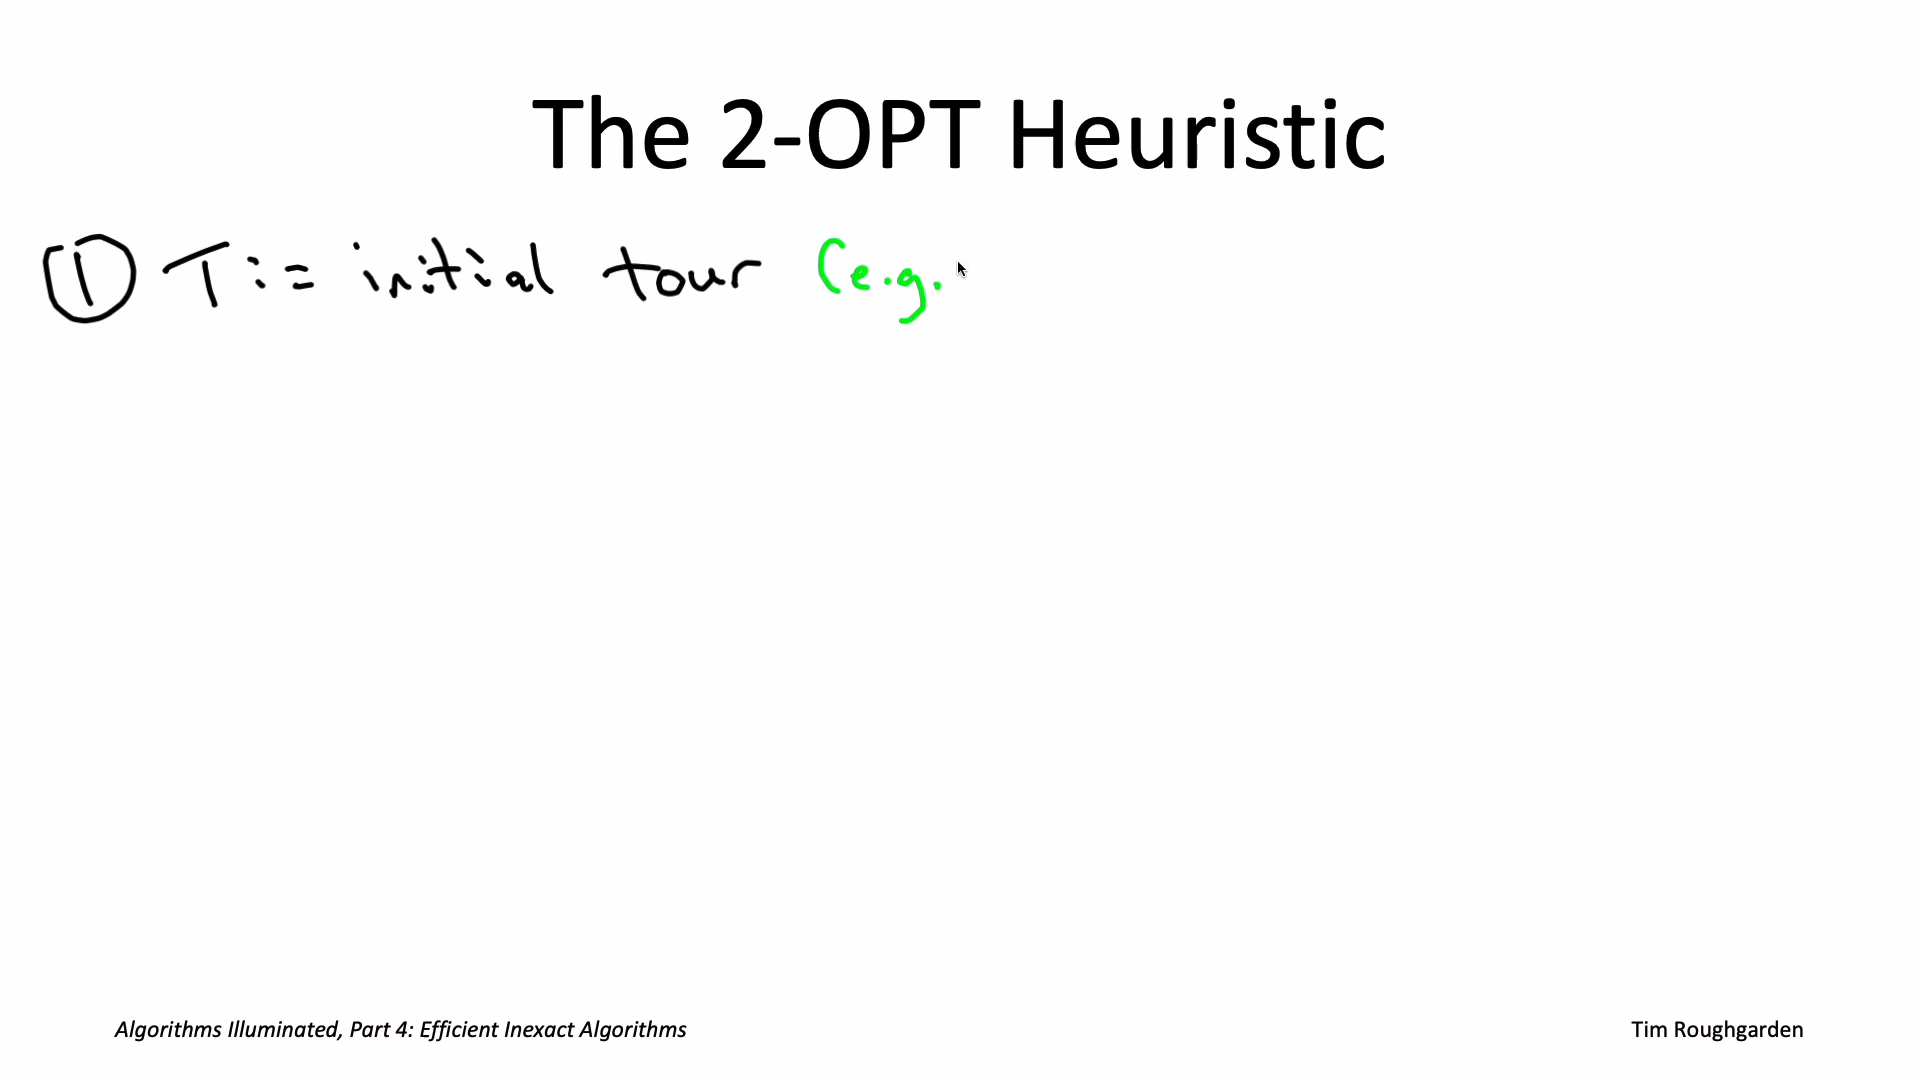 The 2-OPT Heuristic
① T := initial tour (e.g.
Algorithms Illuminated, Part 4: Efficient Inexact Algorithms
Tim Roughgarden